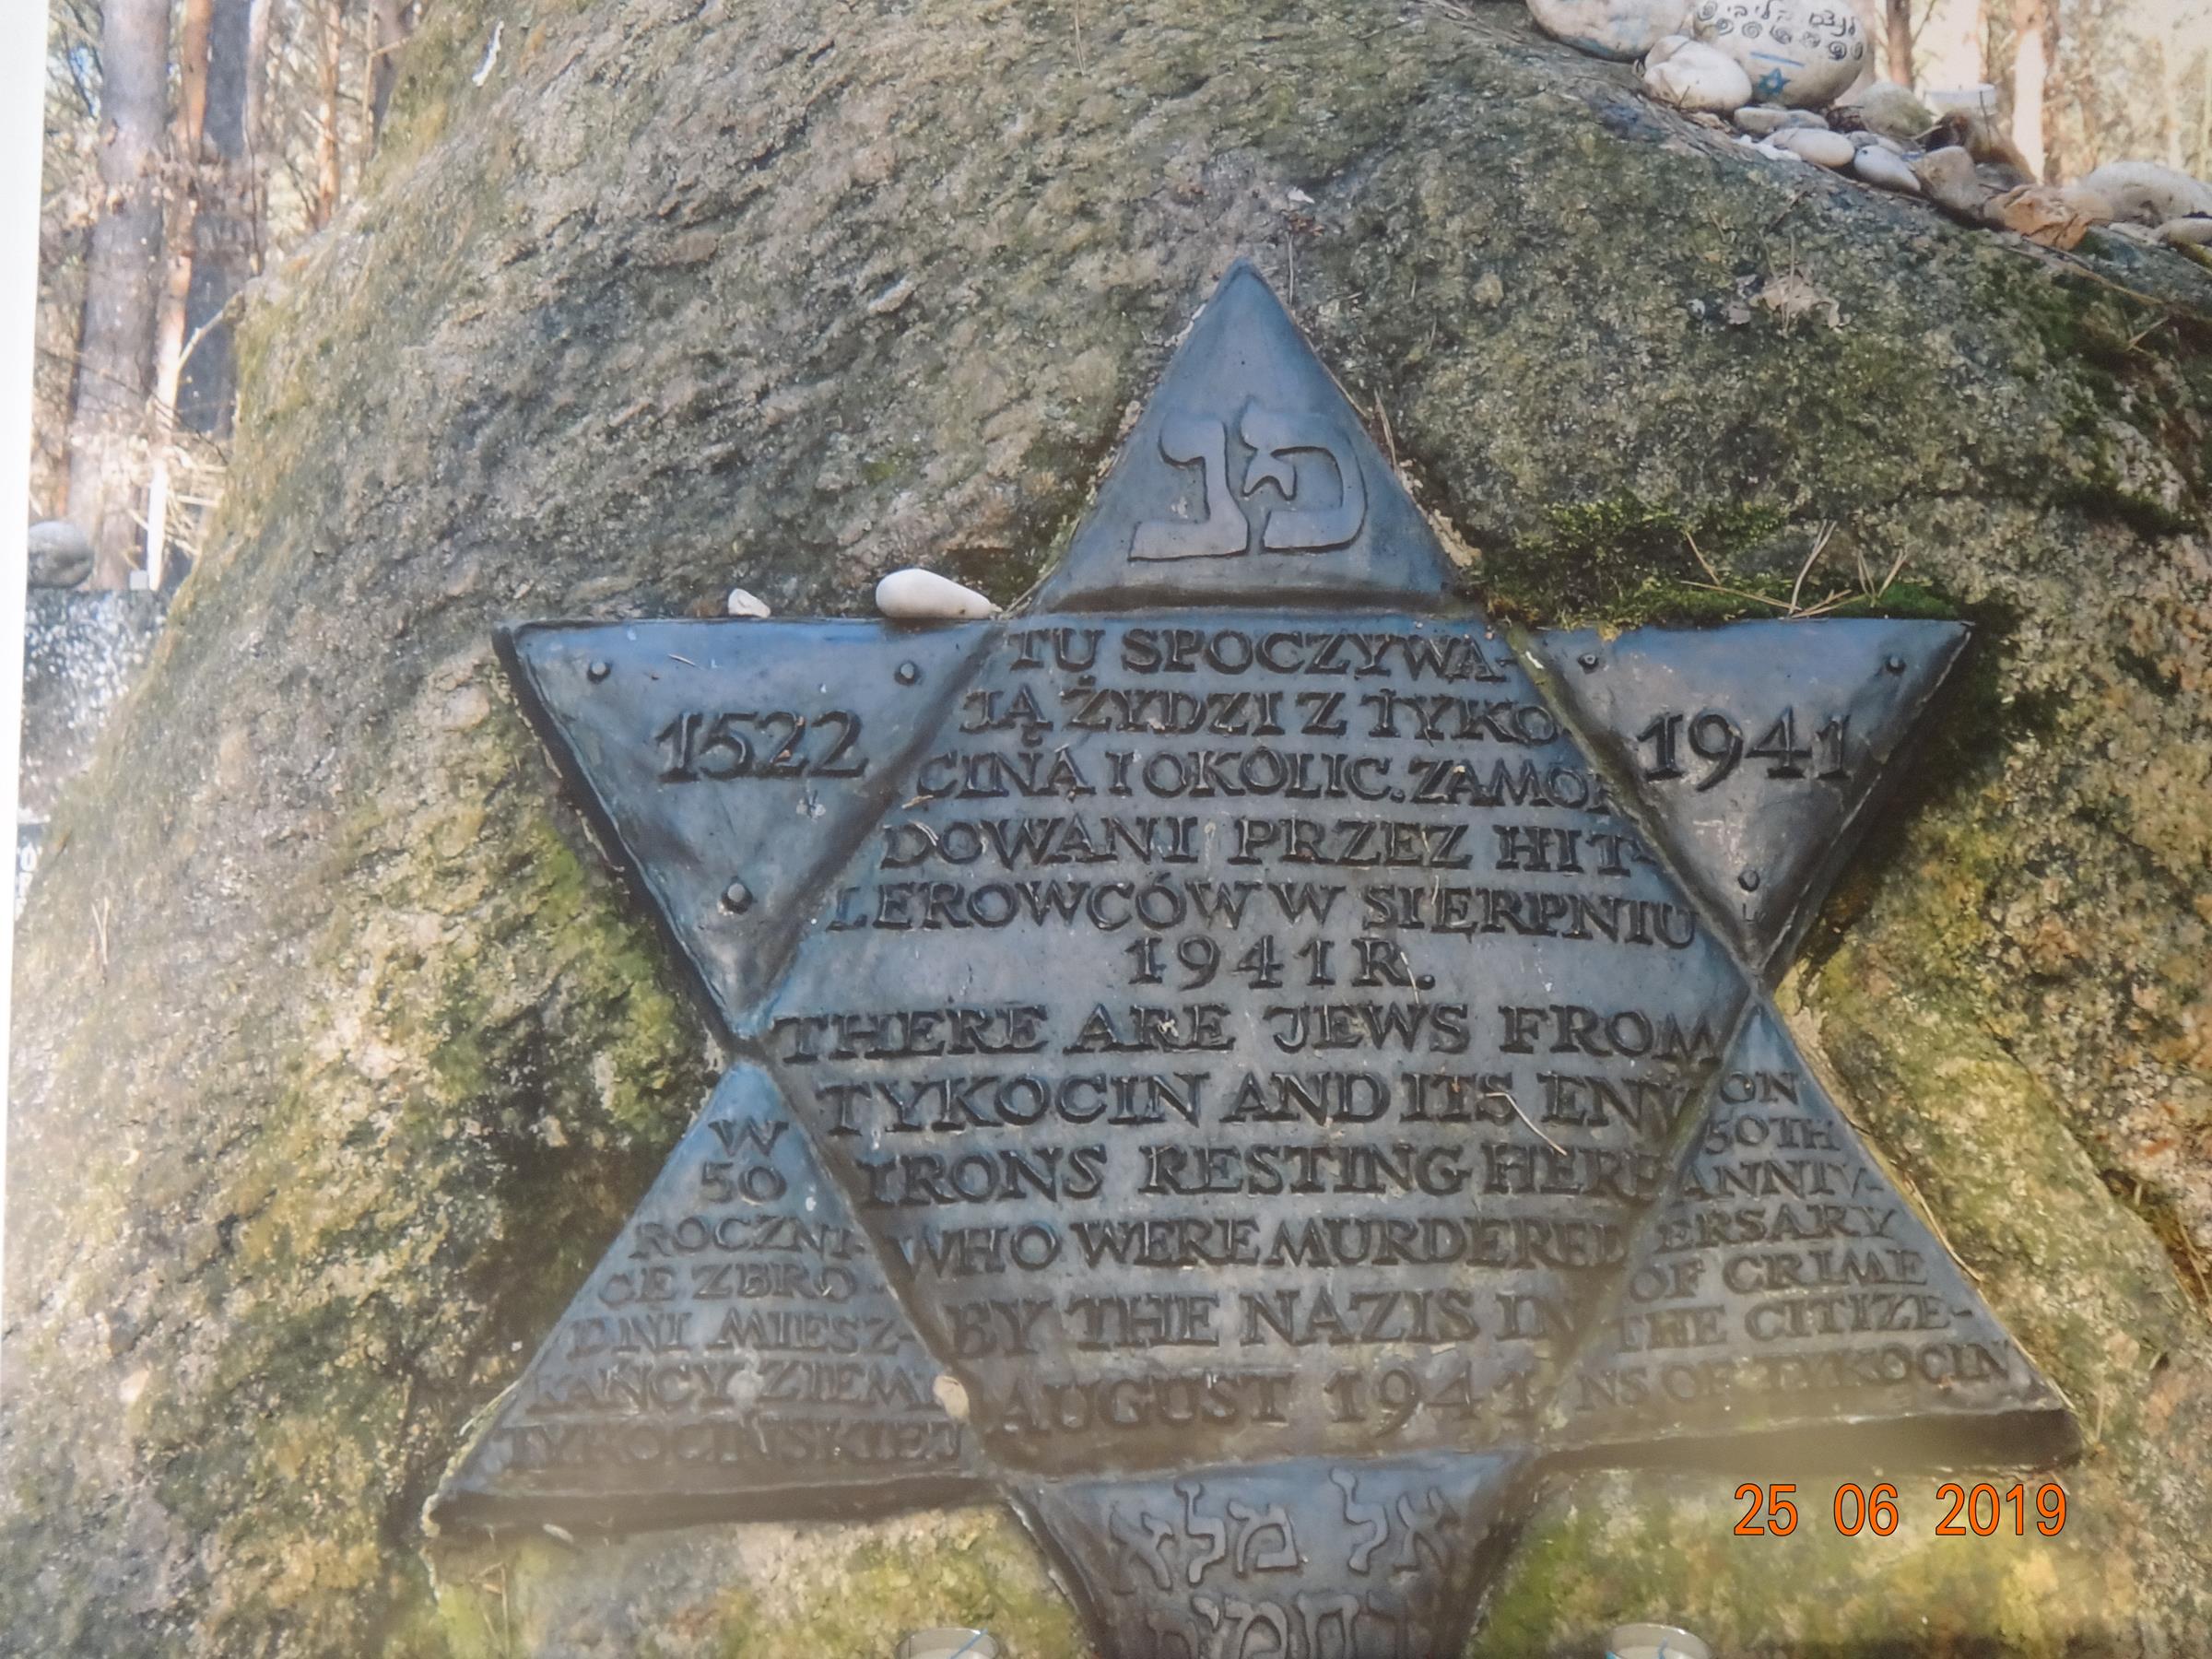 פנ
1522
1941
TU SPOCZYWA-
JĄ ŻYDZI Z TYKO
CINA I OKOLIC. ZAMOR
DOWANI PRZEZ HIT-
LEROWCÓW W SIERPNIU
1941 R.
THERE ARE JEWS FROM
TYKOCIN AND ITS ENV
IRONS RESTING HERE
WHO WERE MURDERED
BY THE NAZIS IN
AUGUST 1941
W
50
ROCZNI-
CĘ ZBRO-
DNI MIESZ-
KAŃCY ZIEMI
TYKOCIŃSKIEJ
ON
50TH
ANNIV-
ERSARY
OF CRIME
THE CITIZE-
NS OF TYKOCIN
אל מלא
רחמים
25 06 2019